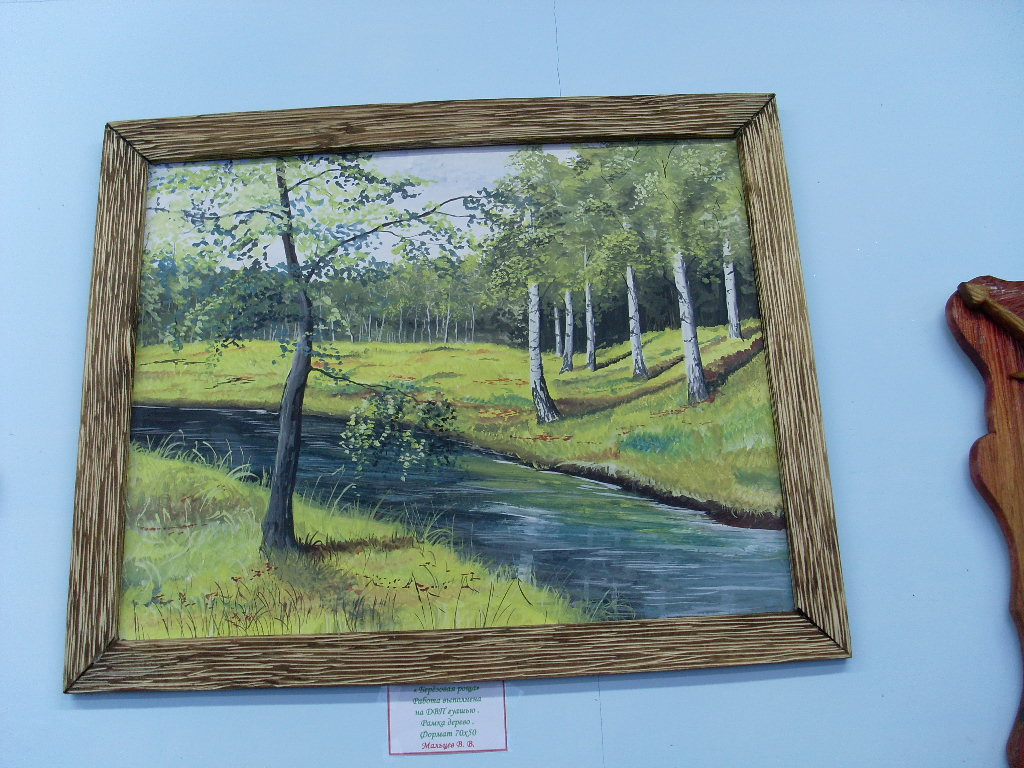 «Берёзовая роща»
Работа выполнена
на ДВП гуашью .
Рамка дерево .
Формат 70х50
Мальцев В. В.